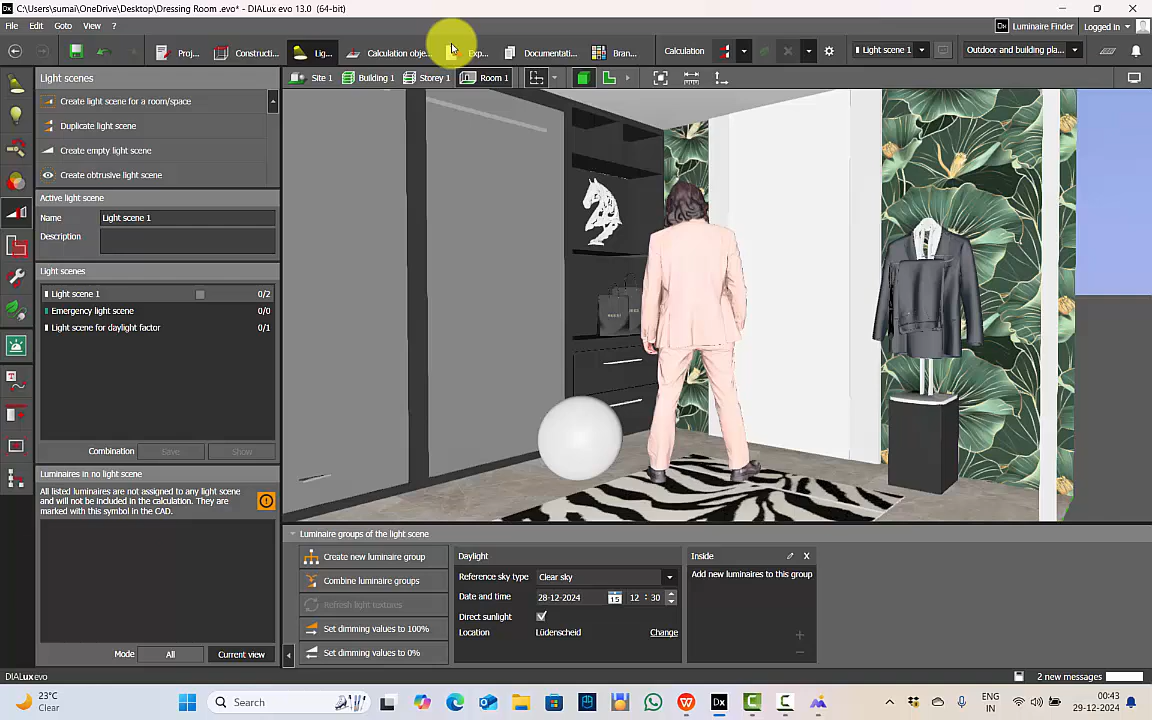 C:\Users\sumai\OneDrive\Desktop\Dressing Room .evo* - DIALux evo 13.0 (64-bit)
File Edit Goto View ?
Luminaire Finder
Logged in
Proj...
Constructi...
Lig...
Calculation obje...
Exp...
Documentati...
Bran...
Calculation
Light scene 1
Outdoor and building pla...
Light scenes
Site 1
Building 1
Storey 1
Room 1
Create light scene for a room/space
Duplicate light scene
Create empty light scene
Create obtrusive light scene
Active light scene
Name Light scene 1
Description
Light scenes
Light scene 1 0/2
Emergency light scene 0/0
Light scene for daylight factor 0/1
Combination Save Show
Luminaires in no light scene
All listed luminaires are not assigned to any light scene
and will not be included in the calculation. They are
marked with this symbol in the CAD.
Mode All Current view
Luminaire groups of the light scene
Create new luminaire group
Combine luminaire groups
Refresh light textures
Set dimming values to 100%
Set dimming values to 0%
Daylight
Reference sky type Clear sky
Date and time 28-12-2024 15 12 : 30
Direct sunlight
Location Lüdenscheid Change
Inside
Add new luminaires to this group
DIALux evo
2 new messages
23°C
Clear
Search
ENG
IN
00:43
29-12-2024